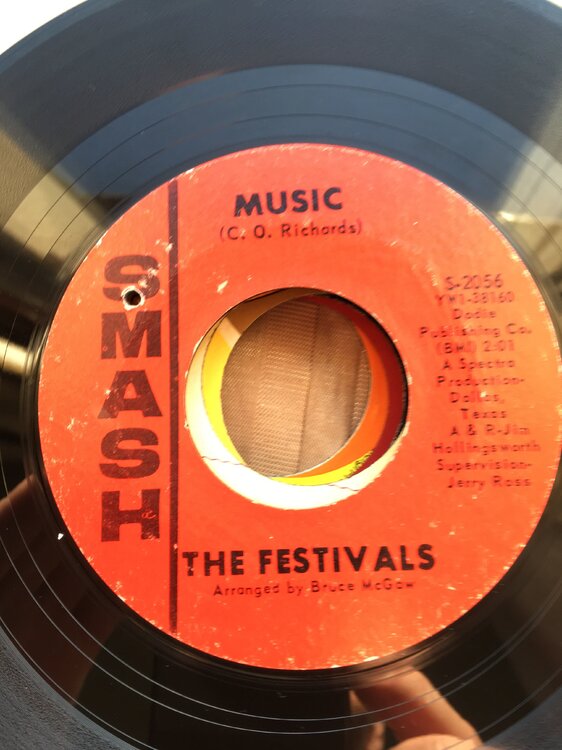 MUSIC
(C. O. Richards)
SMASH
S-2056
YW1-38160
Dodie
Publishing Co.
(BMI) 2:01
A Spectra
Production-
Dallas,
Texas
A & R-Jim
Hollingsworth
Supervision-
Jerry Ross
THE FESTIVALS
Arranged by Bruce McGaw